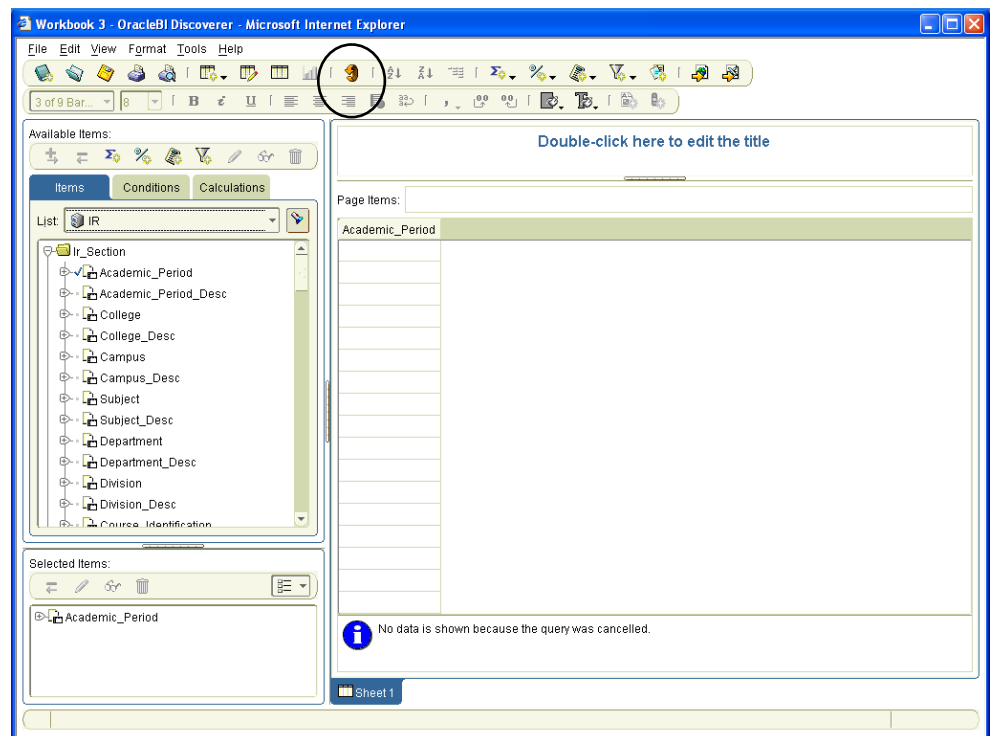 Workbook 3 - OracleBI Discoverer - Microsoft Internet Explorer
File Edit View Format Tools Help
3 of 9 Bar... 8 B i U
Available Items:
Items Conditions Calculations
List: IR
Ir_Section
Academic_Period
Academic_Period_Desc
College
College_Desc
Campus
Campus_Desc
Subject
Subject_Desc
Department
Department_Desc
Division
Division_Desc
Course_Identification
Selected Items:
Academic_Period
Double-click here to edit the title
Page Items:
Academic_Period
No data is shown because the query was cancelled.
Sheet 1